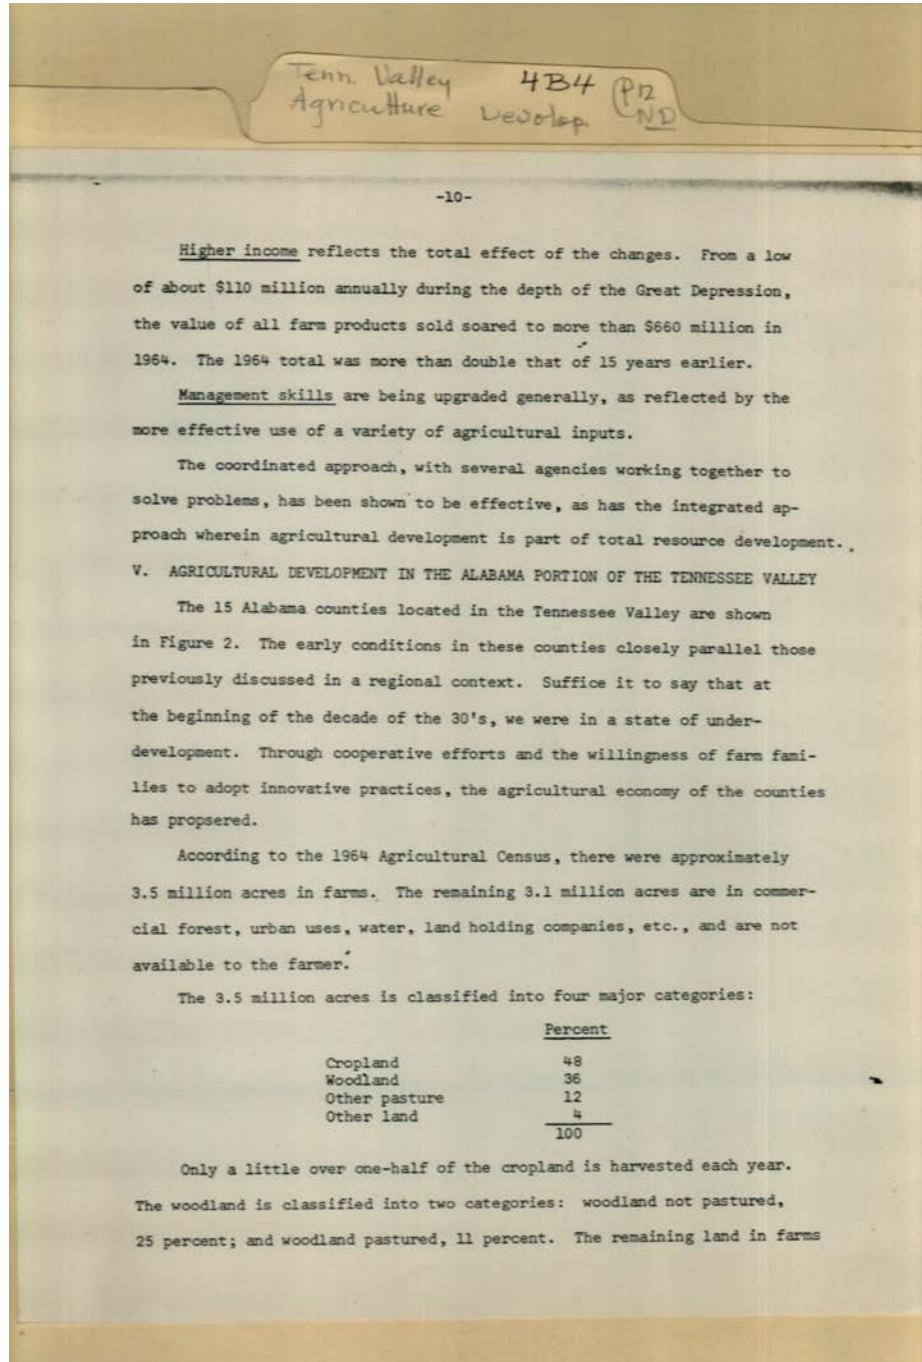 Tenn. Valley 4B4 P12
Agriculture Develop ND
-10-
Higher income reflects the total effect of the changes. From a low
of about $110 million annually during the depth of the Great Depression,
the value of all farm products sold soared to more than $660 million in
1964. The 1964 total was more than double that of 15 years earlier.
Management skills are being upgraded generally, as reflected by the
more effective use of a variety of agricultural inputs.
The coordinated approach, with several agencies working together to
solve problems, has been shown to be effective, as has the integrated ap-
proach wherein agricultural development is part of total resource development.
V. AGRICULTURAL DEVELOPMENT IN THE ALABAMA PORTION OF THE TENNESSEE VALLEY
The 15 Alabama counties located in the Tennessee Valley are shown
in Figure 2. The early conditions in these counties closely parallel those
previously discussed in a regional context. Suffice it to say that at
the beginning of the decade of the 30's, we were in a state of under-
development. Through cooperative efforts and the willingness of farm fami-
lies to adopt innovative practices, the agricultural economy of the counties
has propsered.
According to the 1964 Agricultural Census, there were approximately
3.5 million acres in farms. The remaining 3.1 million acres are in commer-
cial forest, urban uses, water, land holding companies, etc., and are not
available to the farmer.
The 3.5 million acres is classified into four major categories:
Percent
Cropland 48
Woodland 36
Other pasture 12
Other land 4
100
Only a little over one-half of the cropland is harvested each year.
The woodland is classified into two categories: woodland not pastured,
25 percent; and woodland pastured, 11 percent. The remaining land in farms